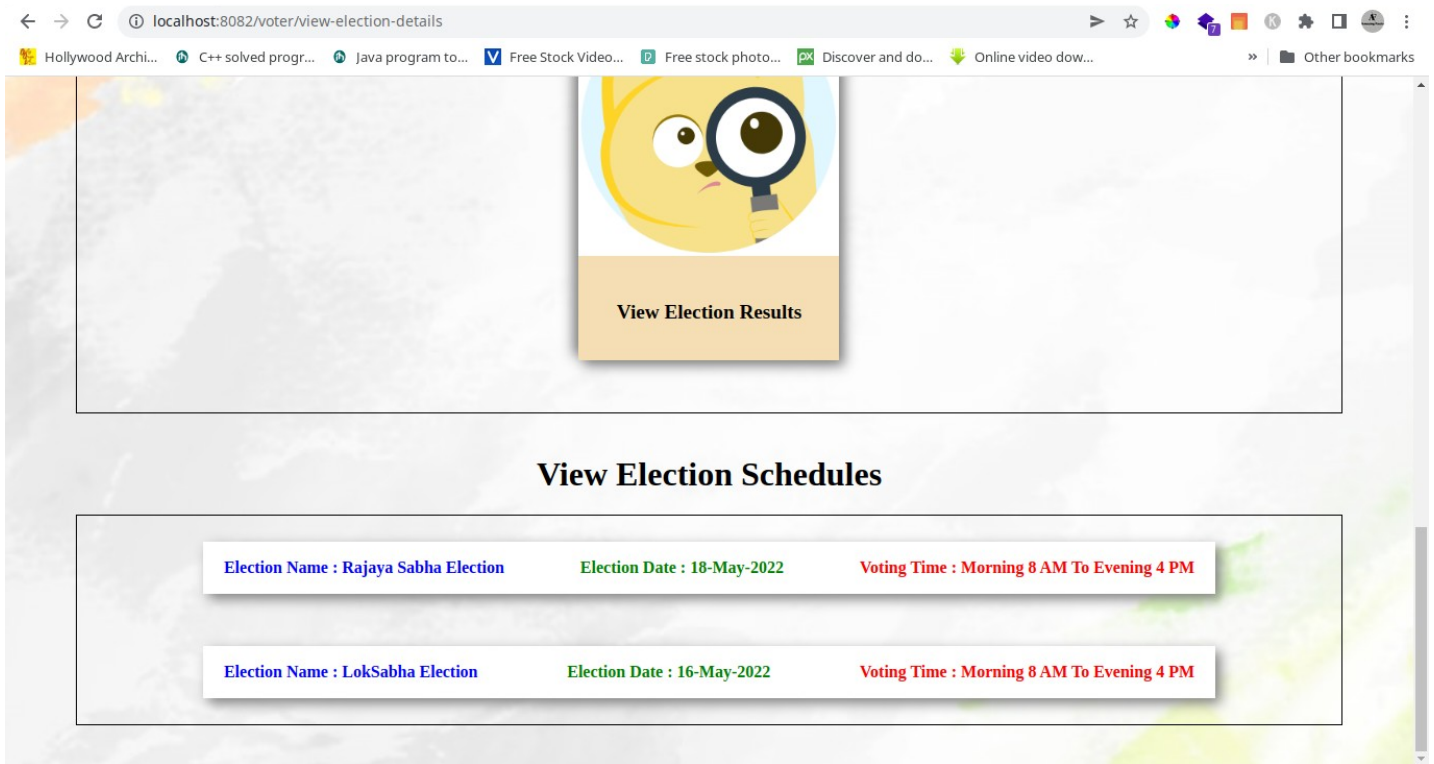 localhost:8082/voter/view-election-details
7
K
Hollywood Archi... C++ solved progr... Java program to... Free Stock Video... Free stock photo... Discover and do... Online video dow... » Other bookmarks
View Election Results
View Election Schedules
Election Name : Rajaya Sabha Election Election Date : 18-May-2022 Voting Time : Morning 8 AM To Evening 4 PM
Election Name : LokSabha Election Election Date : 16-May-2022 Voting Time : Morning 8 AM To Evening 4 PM